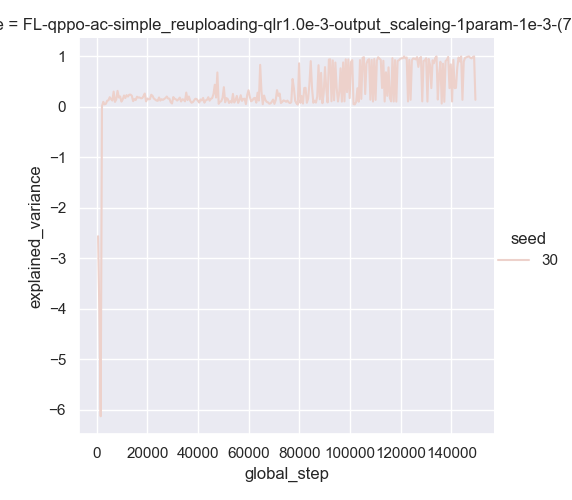 e = FL-qppo-ac-simple_reuploading-qlr1.0e-3-output_scaleing-1param-1e-3-(7
1
0
−1
−2
−3
−4
−5
−6
explained_variance
0 20000 40000 60000 80000 100000 120000 140000
global_step
seed
30